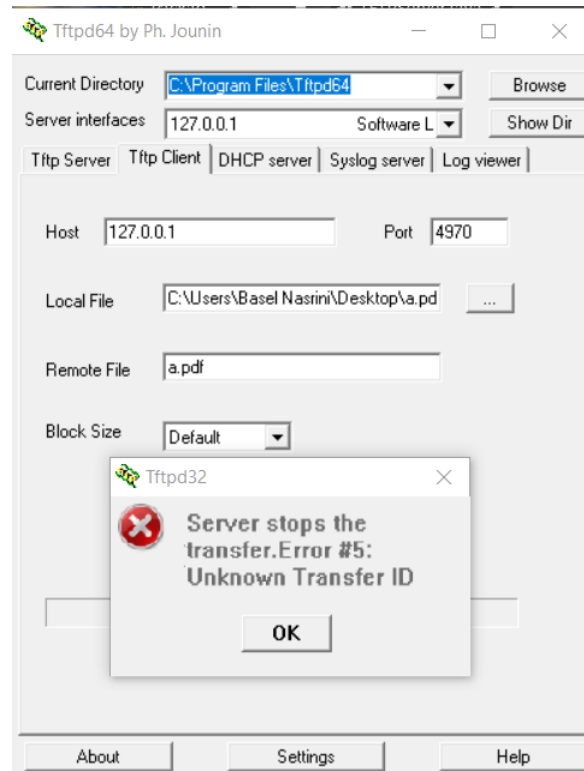 Tftpd64 by Ph. Jounin
Current Directory C:\Program Files\Tftpd64 Browse
Server interfaces 127.0.0.1 Software L Show Dir
Tftp Server Tftp Client DHCP server Syslog server Log viewer
Host 127.0.0.1 Port 4970
Local File C:\Users\Basel Nasrini\Desktop\a.pd ...
Remote File a.pdf
Block Size Default
Tftpd32
Server stops the
transfer.Error #5:
Unknown Transfer ID
OK
About Settings Help